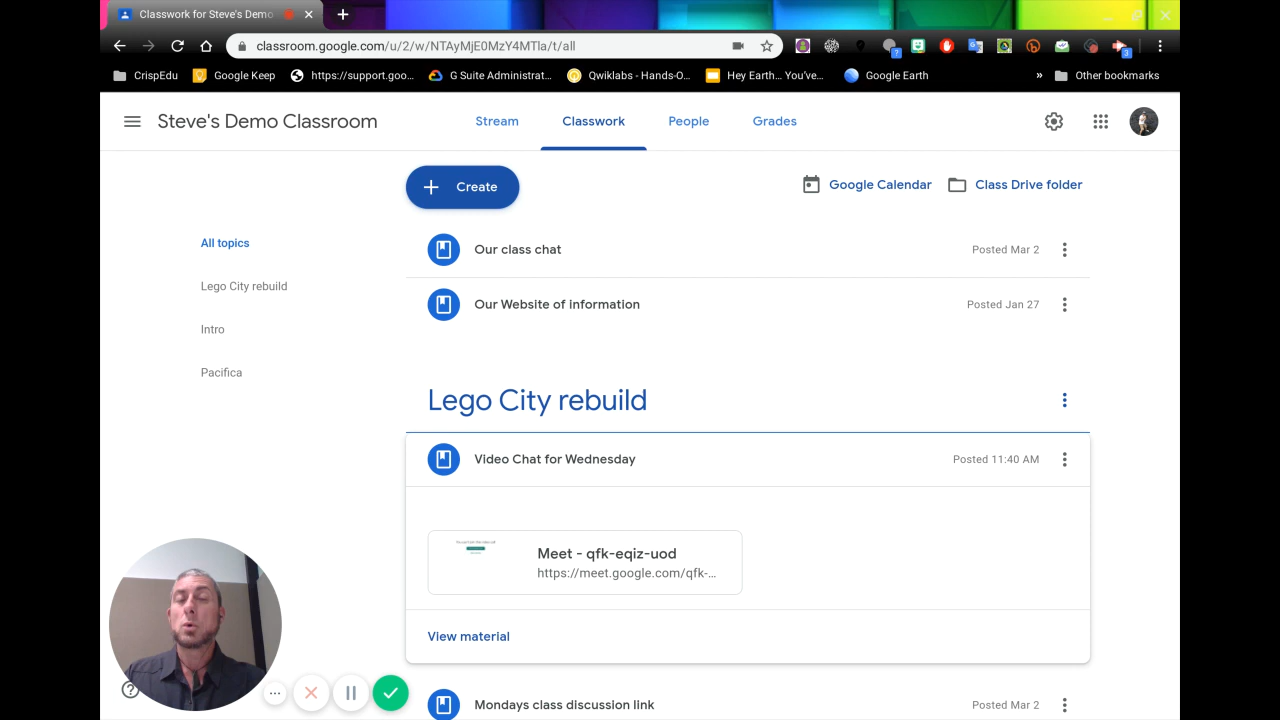 Classwork for Steve's Demo
classroom.google.com/u/2/w/NTAyMjE0MzY4MTla/t/all
CrispEdu
Google Keep
https://support.goo...
G Suite Administrat...
Qwiklabs - Hands-O...
Hey Earth... You've...
Google Earth
»
Other bookmarks
Steve's Demo Classroom
Stream
Classwork
People
Grades
Create
Google Calendar
Class Drive folder
All topics
Lego City rebuild
Intro
Pacifica
Our class chat
Posted Mar 2
Our Website of information
Posted Jan 27
Lego City rebuild
Video Chat for Wednesday
Posted 11:40 AM
Meet - qfk-eqiz-uod
https://meet.google.com/qfk-...
View material
Mondays class discussion link
Posted Mar 2